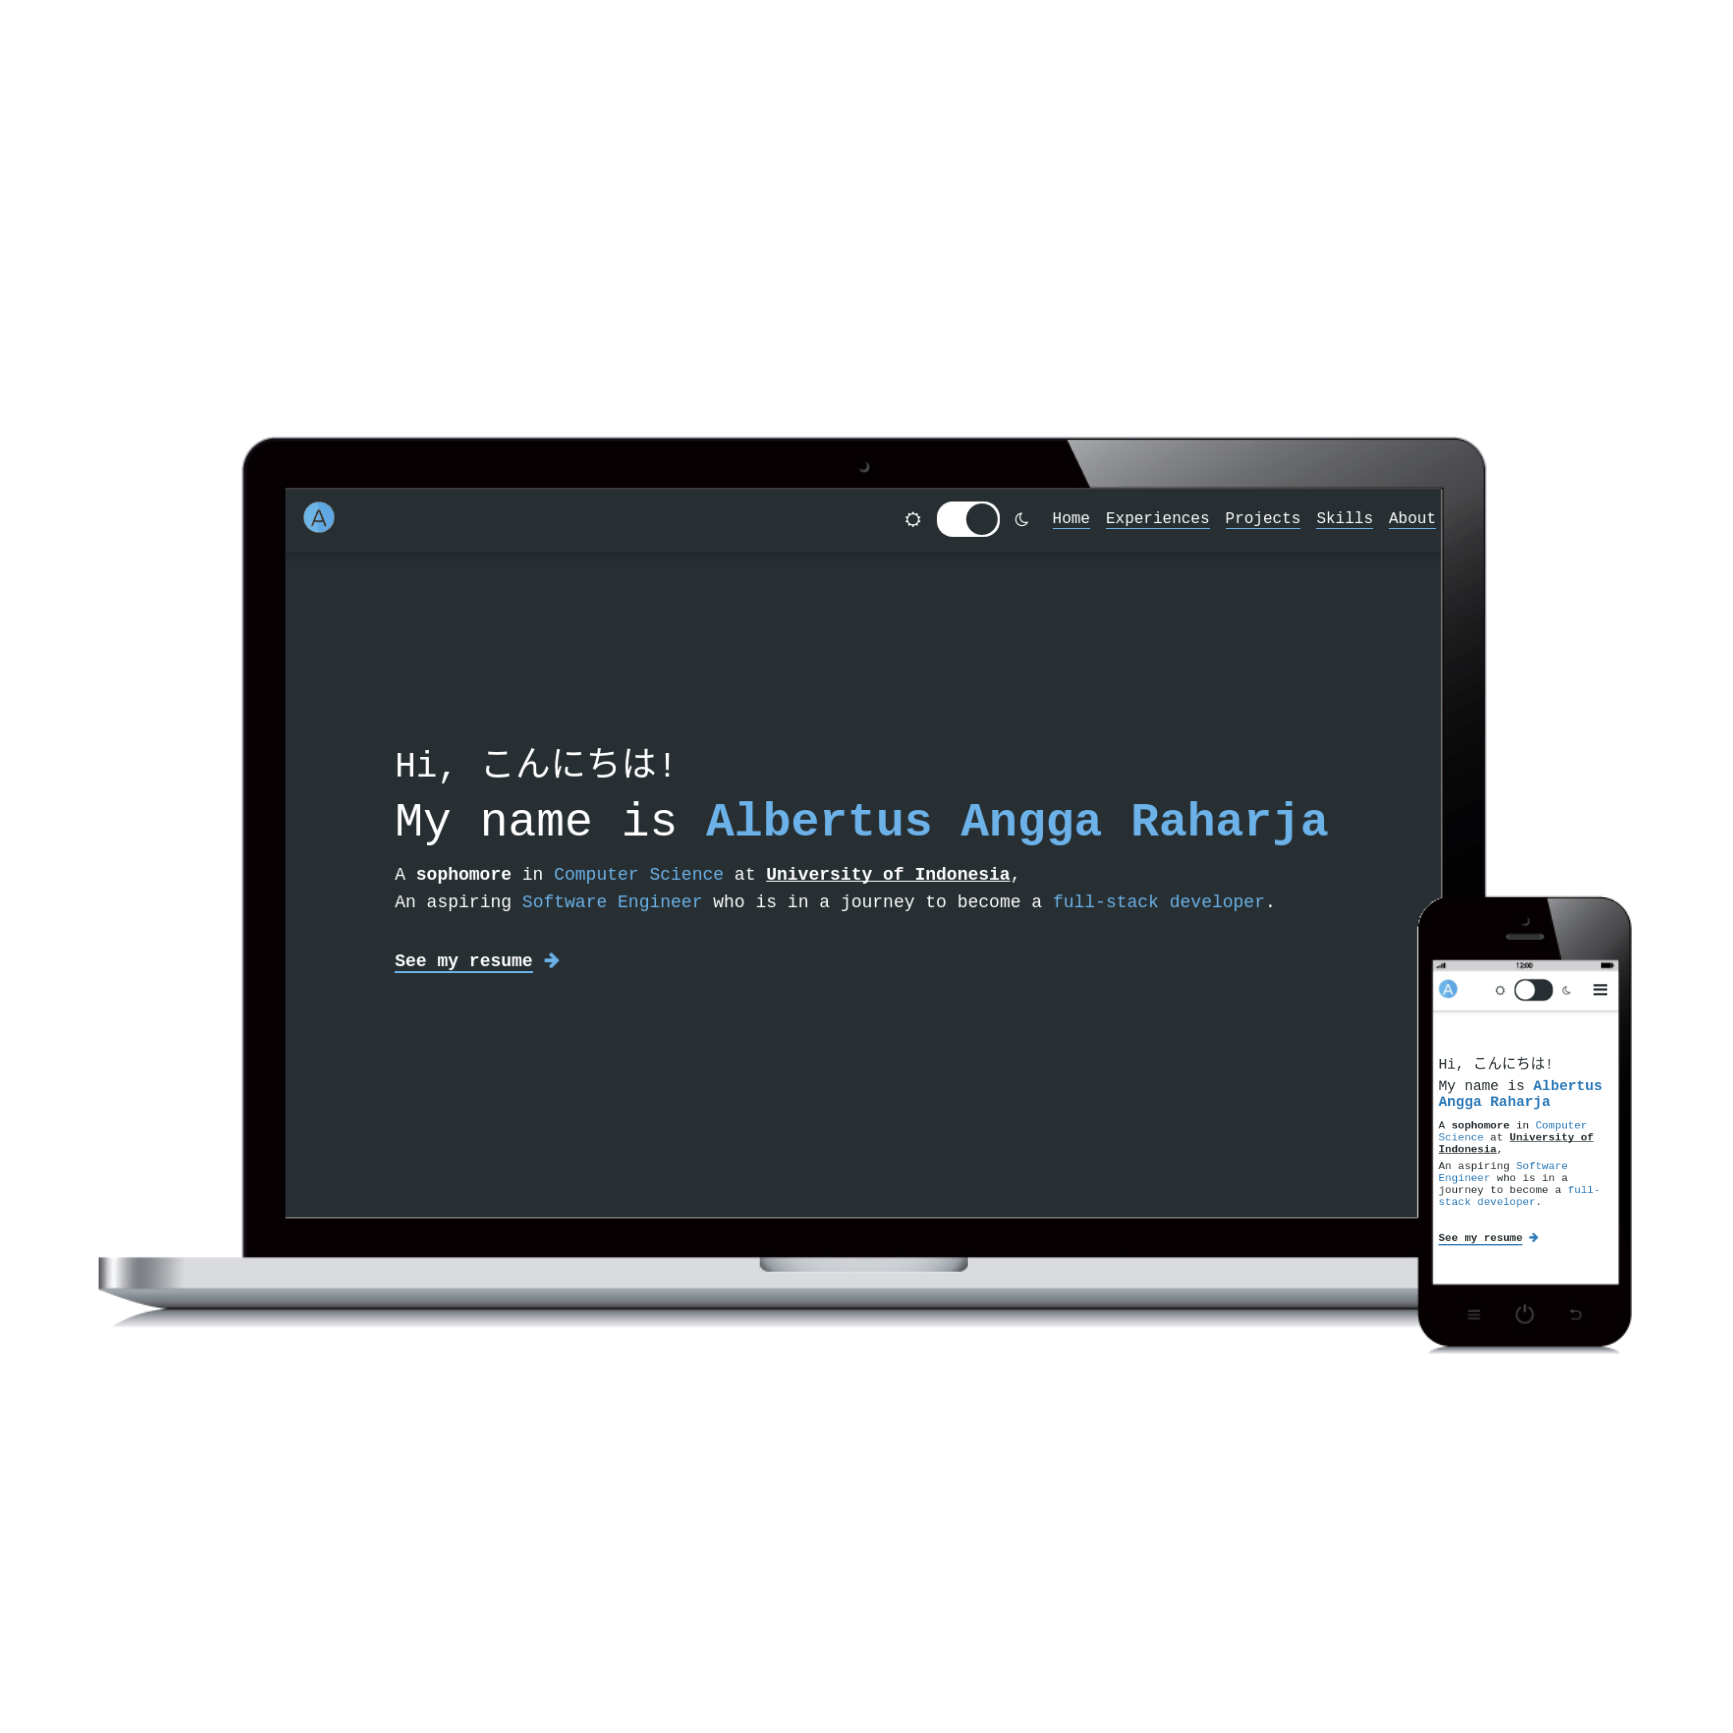 A
Home Experiences Projects Skills About
Hi, こんにちは!
My name is Albertus Angga Raharja
A sophomore in Computer Science at University of Indonesia,
An aspiring Software Engineer who is in a journey to become a full-stack developer.
See my resume
12:00
A
Hi, こんにちは!
My name is Albertus
Angga Raharja
A sophomore in Computer
Science at University of
Indonesia,
An aspiring Software
Engineer who is in a
journey to become a full-
stack developer.
See my resume